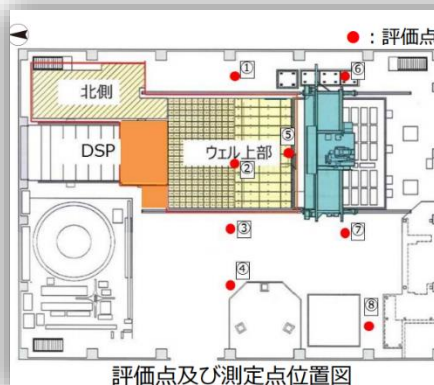 ●：評価点
①
⑥
北側
DSP
ウェル上部
⑤
②
③
⑦
④
⑧
評価点及び測定点位置図